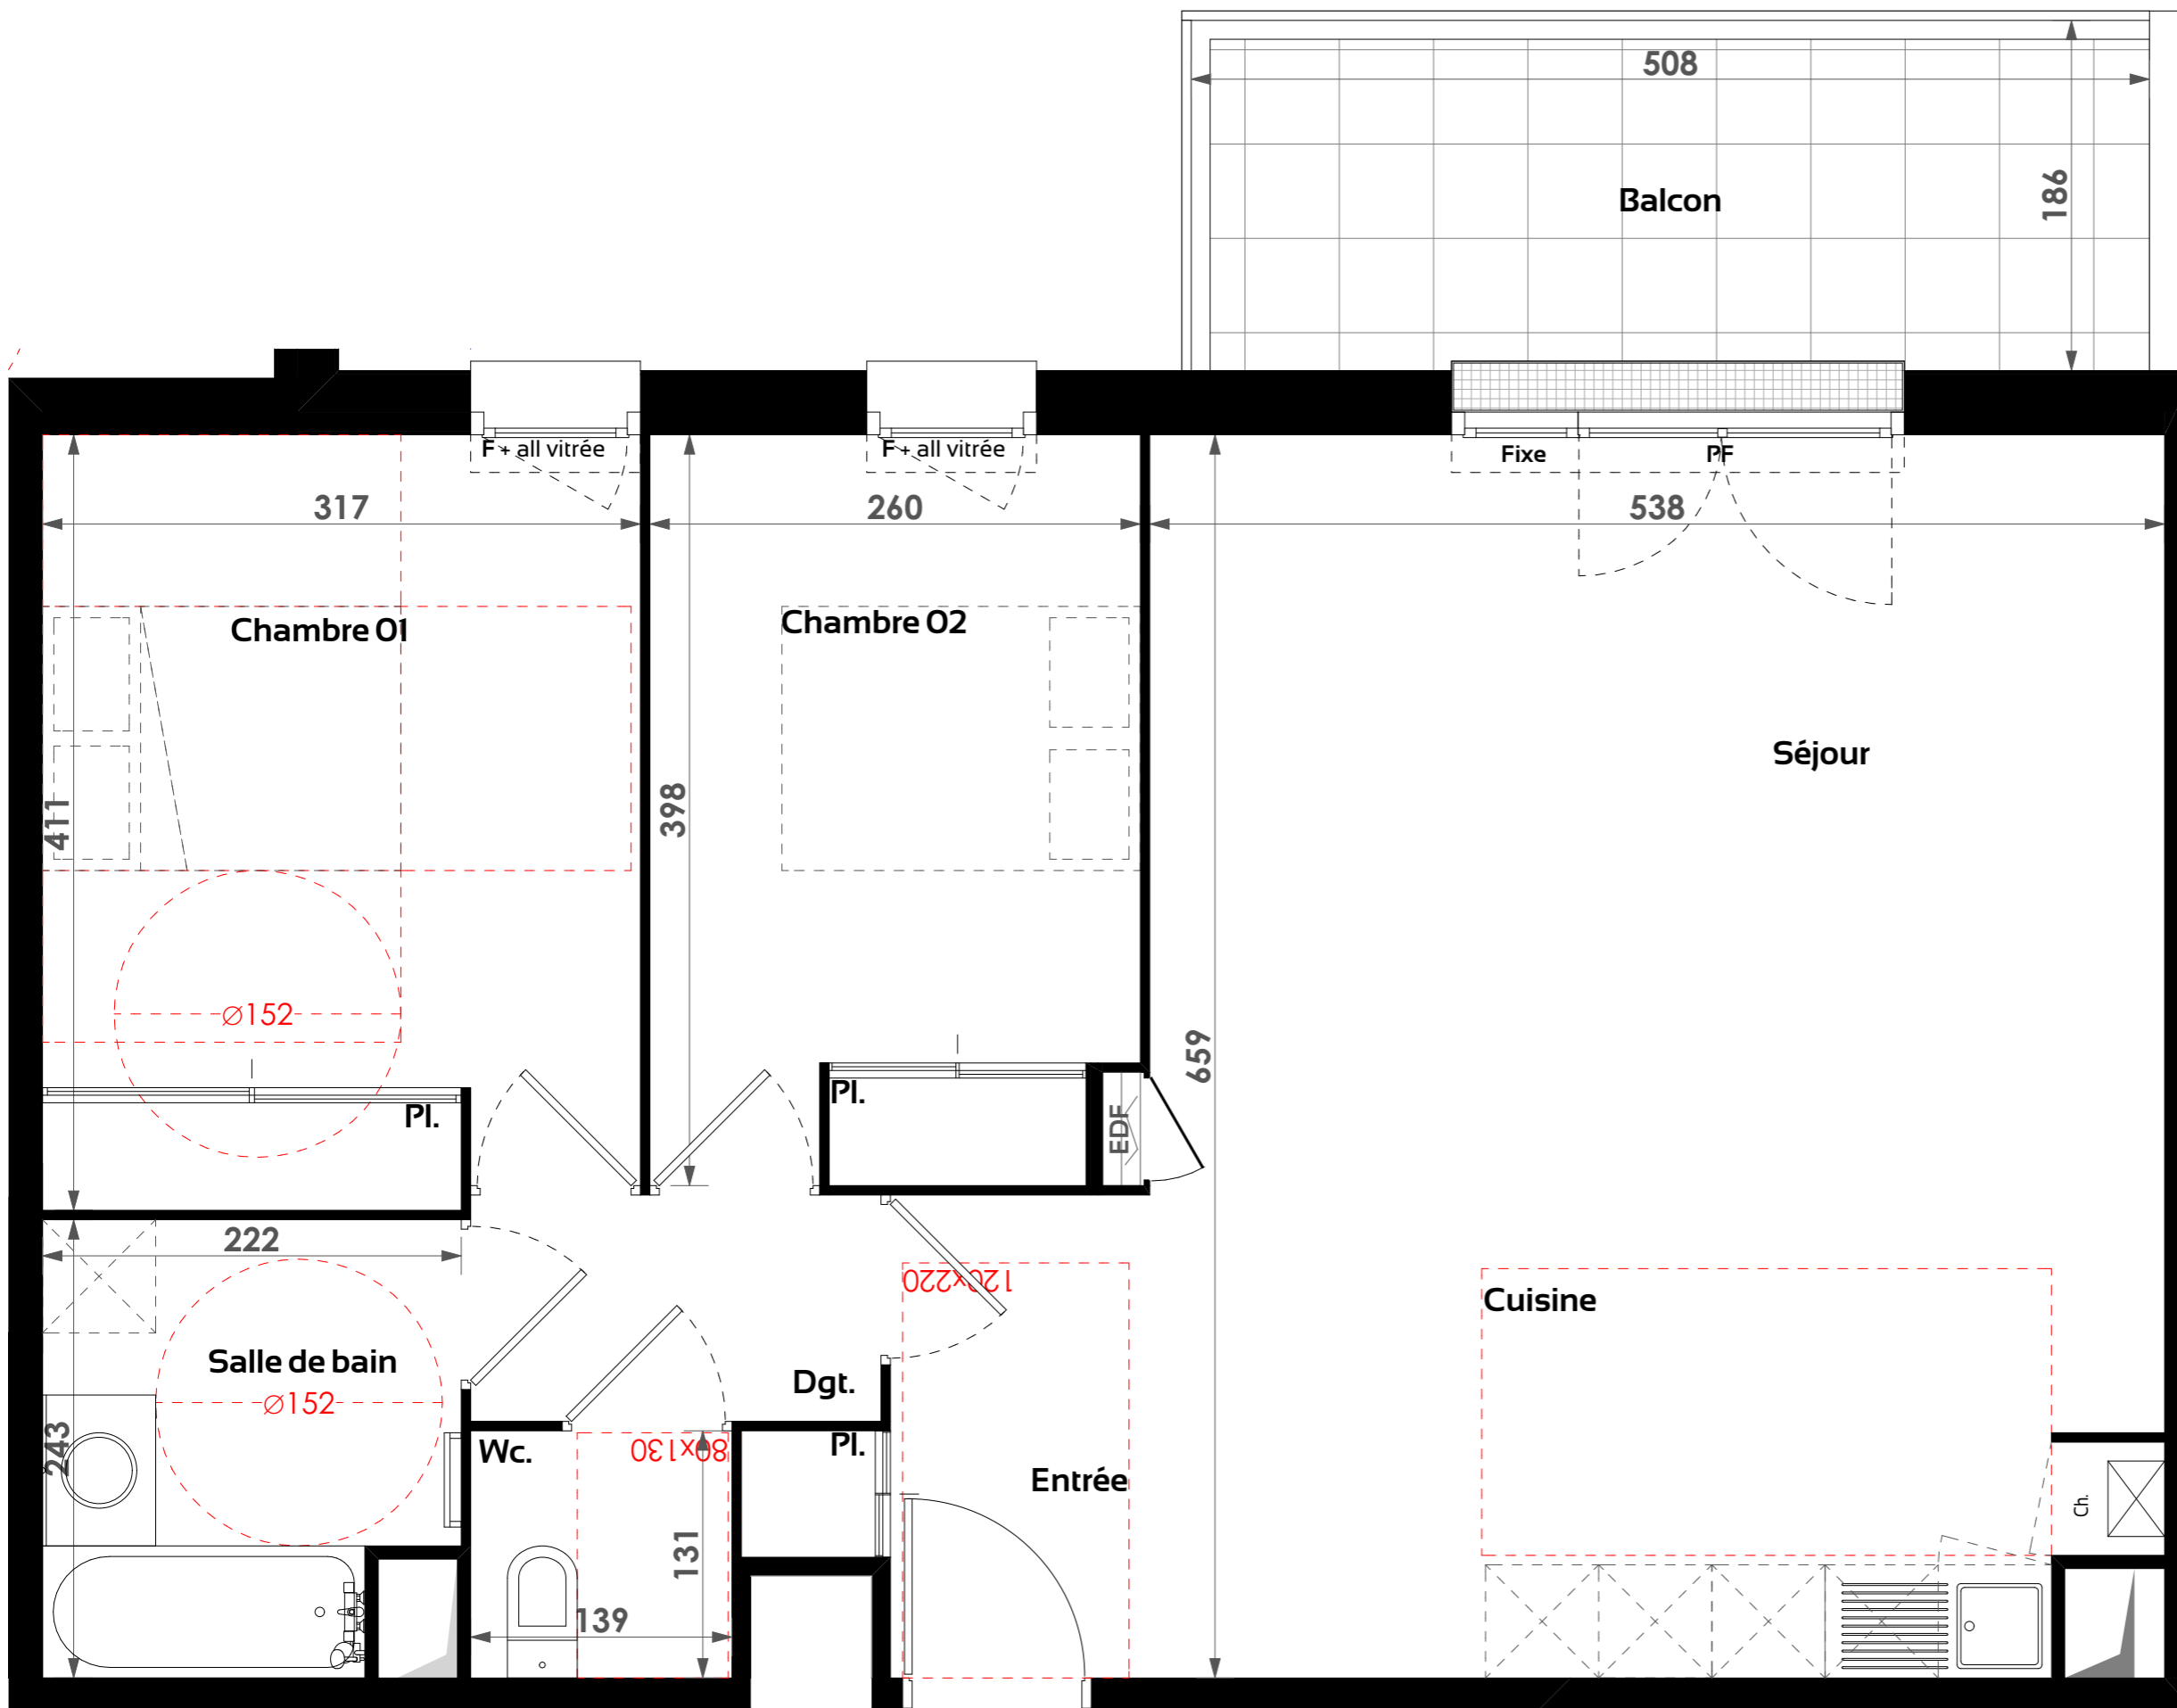 508
Balcon
186
F + all vitrée
F + all vitrée
Fixe
PF
317
260
538
Chambre 01
Chambre 02
Séjour
411
398
659
Ø152
Pl.
Pl.
EDF
222
120x220
Cuisine
Salle de bain
Ø152
Dgt.
243
Wc.
80x130
Pl.
Entrée
Ch.
131
139